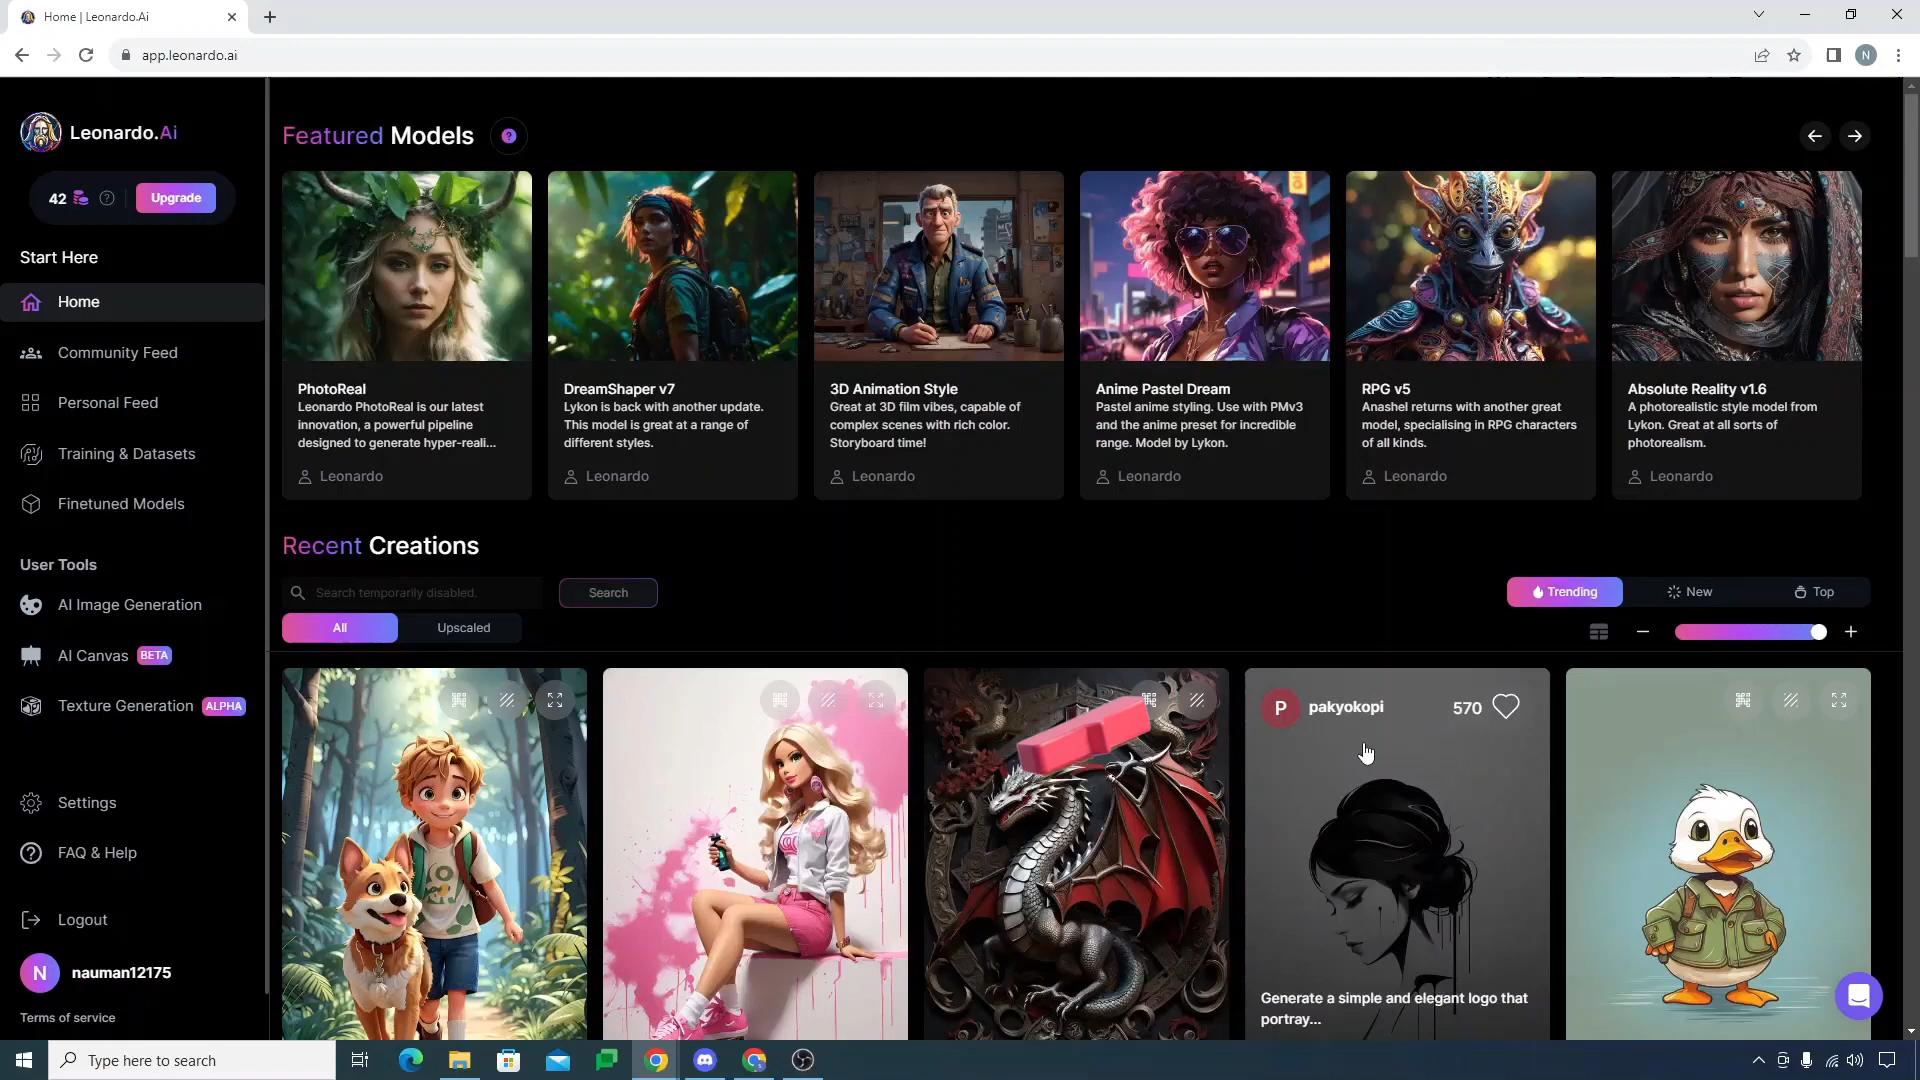 Home | Leonardo.Ai
app.leonardo.ai
N
Leonardo.Ai
42
Upgrade
Start Here
Home
Community Feed
Personal Feed
Training & Datasets
Finetuned Models
User Tools
AI Image Generation
AI Canvas BETA
Texture Generation ALPHA
Settings
FAQ & Help
Logout
N nauman12175
Terms of service
Featured Models ?
PhotoReal
Leonardo PhotoReal is our latest
innovation, a powerful pipeline
designed to generate hyper-reali...
Leonardo
DreamShaper v7
Lykon is back with another update.
This model is great at a range of
different styles.
Leonardo
3D Animation Style
Great at 3D film vibes, capable of
complex scenes with rich color.
Storyboard time!
Leonardo
Anime Pastel Dream
Pastel anime styling. Use with PMv3
and the anime preset for incredible
range. Model by Lykon.
Leonardo
RPG v5
Anashel returns with another great
model, specialising in RPG characters
of all kinds.
Leonardo
Absolute Reality v1.6
A photorealistic style model from
Lykon. Great at all sorts of
photorealism.
Leonardo
Recent Creations
Search temporarily disabled.
Search
Trending
New
Top
All
Upscaled
P pakyokopi 570
Generate a simple and elegant logo that
portray...
Type here to search